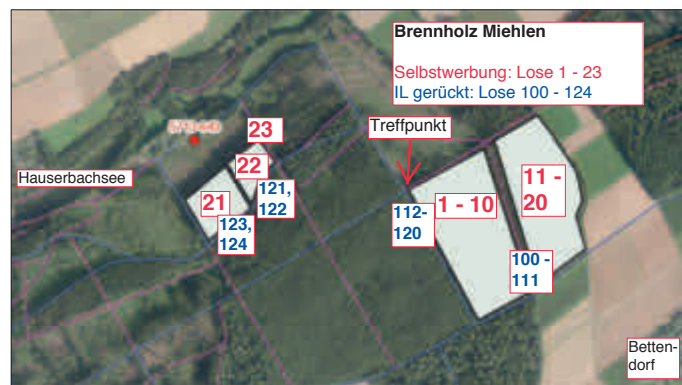 Brennholz Miehlen
Selbstwerbung: Lose 1 - 23
IL gerückt: Lose 100 - 124
Treffpunkt
23
Hauserbachsee
22
21
121,
122
123,
124
112-
120
1 - 10
11 -
20
100 -
111
Betten-
dorf